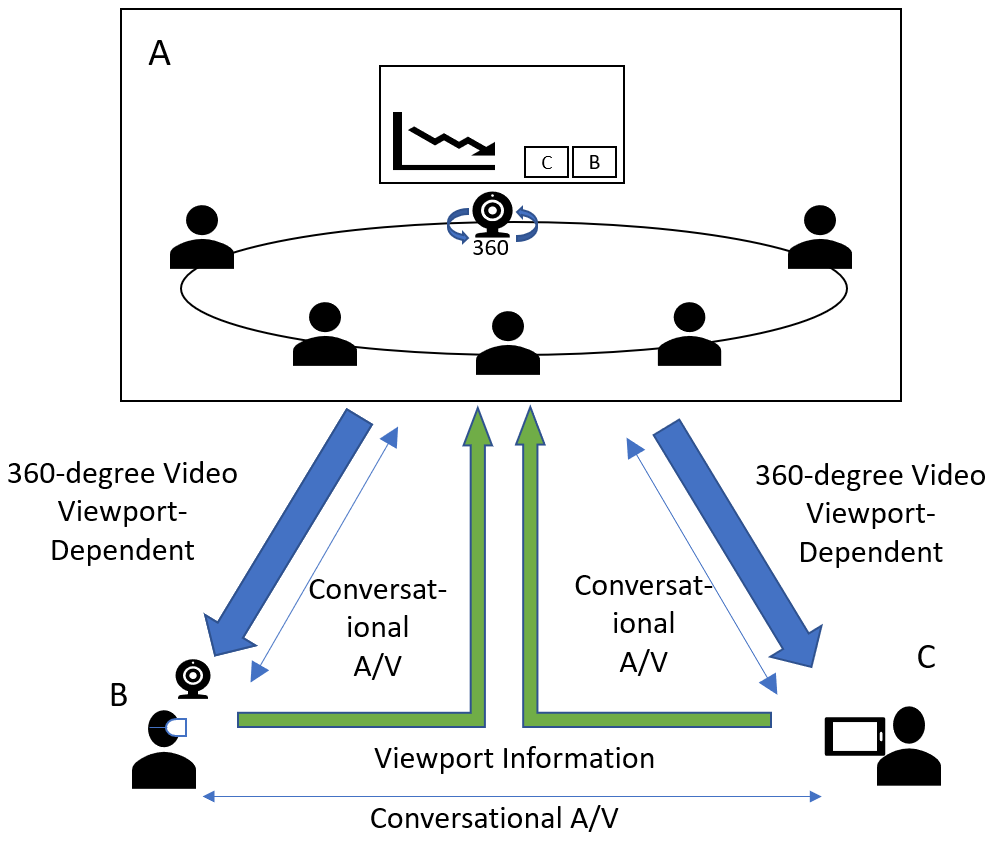 A
C
B
360
360-degree Video
Viewport-
Dependent
360-degree Video
Viewport-
Dependent
Conversat-
ional
A/V
Conversat-
ional
A/V
B
C
Viewport Information
Conversational A/V